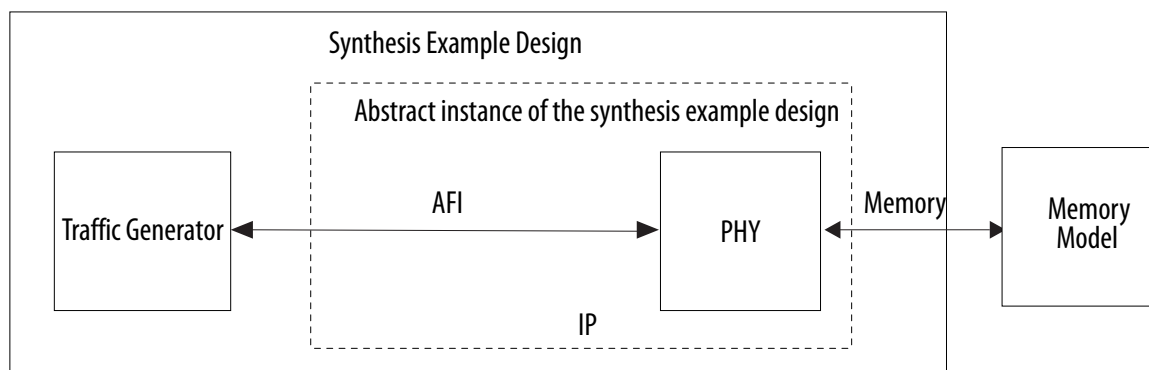 Synthesis Example Design
Abstract instance of the synthesis example design
Traffic Generator
AFI
PHY
Memory
Memory
Model
IP